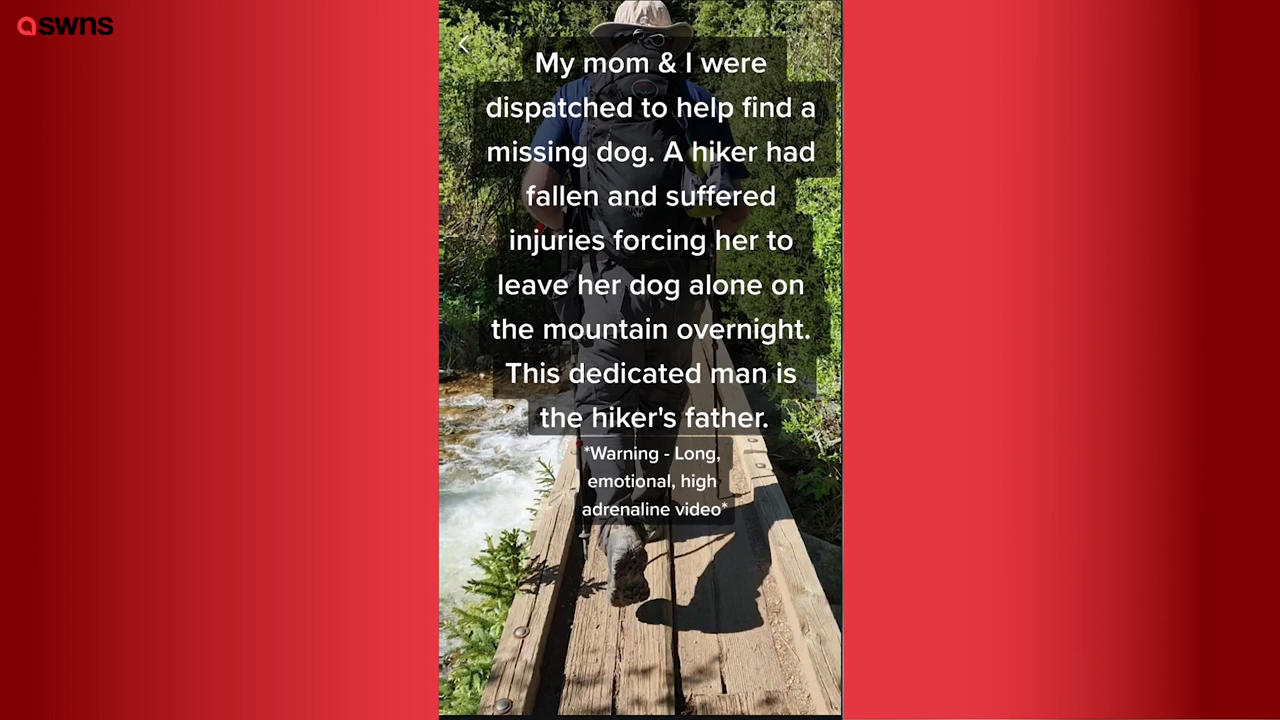 swns
My mom & I were
dispatched to help find a
missing dog. A hiker had
fallen and suffered
injuries forcing her to
leave her dog alone on
the mountain overnight.
This dedicated man is
the hiker's father.
*Warning - Long,
emotional, high
adrenaline video*